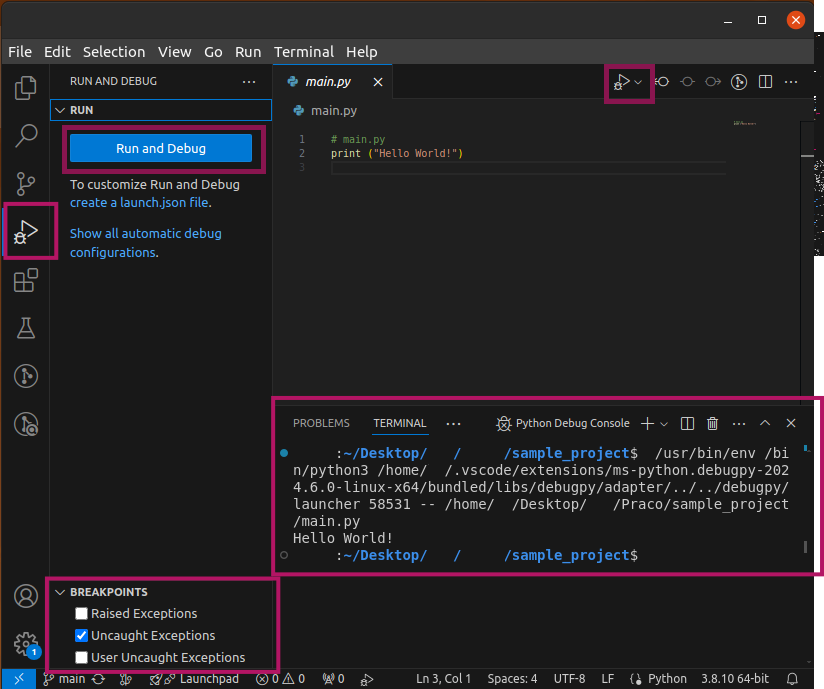 File Edit Selection View Go Run Terminal Help
RUN AND DEBUG ...
main.py
RUN
main.py
Run and Debug
1 # main.py
2 print ("Hello World!")
3
To customize Run and Debug
create a launch.json file.
Show all automatic debug
configurations.
PROBLEMS TERMINAL ... Python Debug Console ...
:~/Desktop/ / /sample_project$ /usr/bin/env /bi
n/python3 /home/ /.vscode/extensions/ms-python.debugpy-202
4.6.0-linux-x64/bundled/libs/debugpy/adapter/../../debugpy/
launcher 58531 -- /home/ /Desktop/ /Praco/sample_project
/main.py
Hello World!
:~/Desktop/ / /sample_project$
BREAKPOINTS
Raised Exceptions
Uncaught Exceptions
User Uncaught Exceptions
1
main Launchpad 0 0 0 Ln 3, Col 1 Spaces: 4 UTF-8 LF Python 3.8.10 64-bit